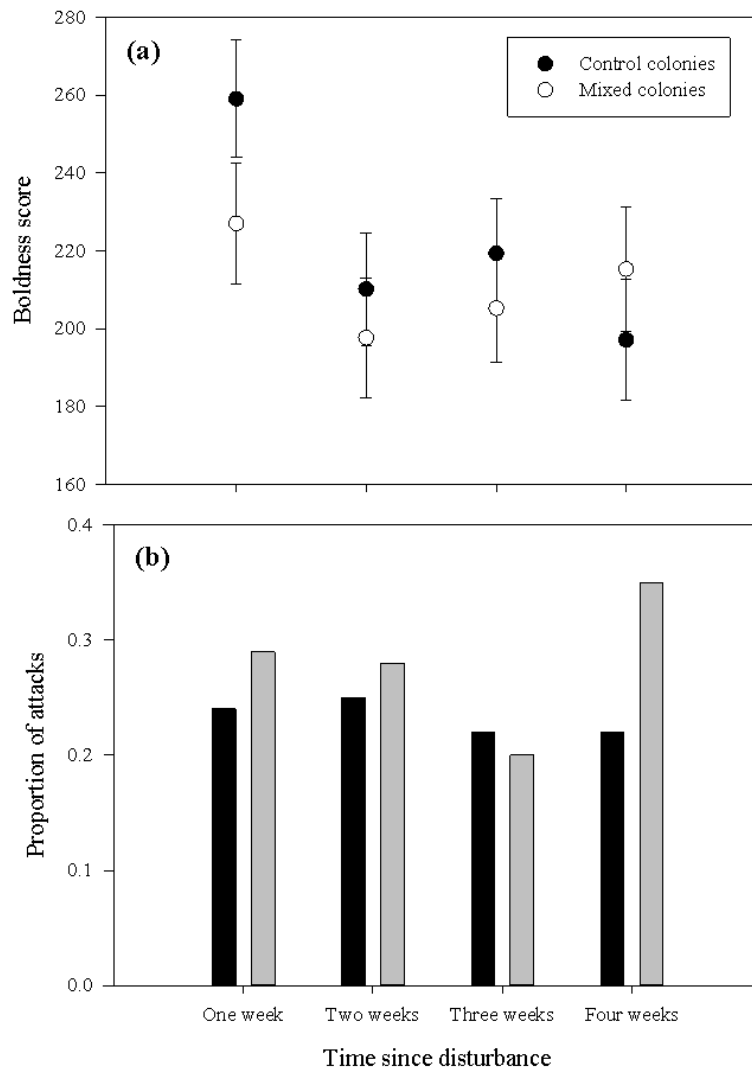 280
(a)
Control colonies
Mixed colonies
260
240
220
200
180
160
Boldness score
0.4
(b)
0.3
0.2
0.1
0.0
Proportion of attacks
One week Two weeks Three weeks Four weeks
Time since disturbance